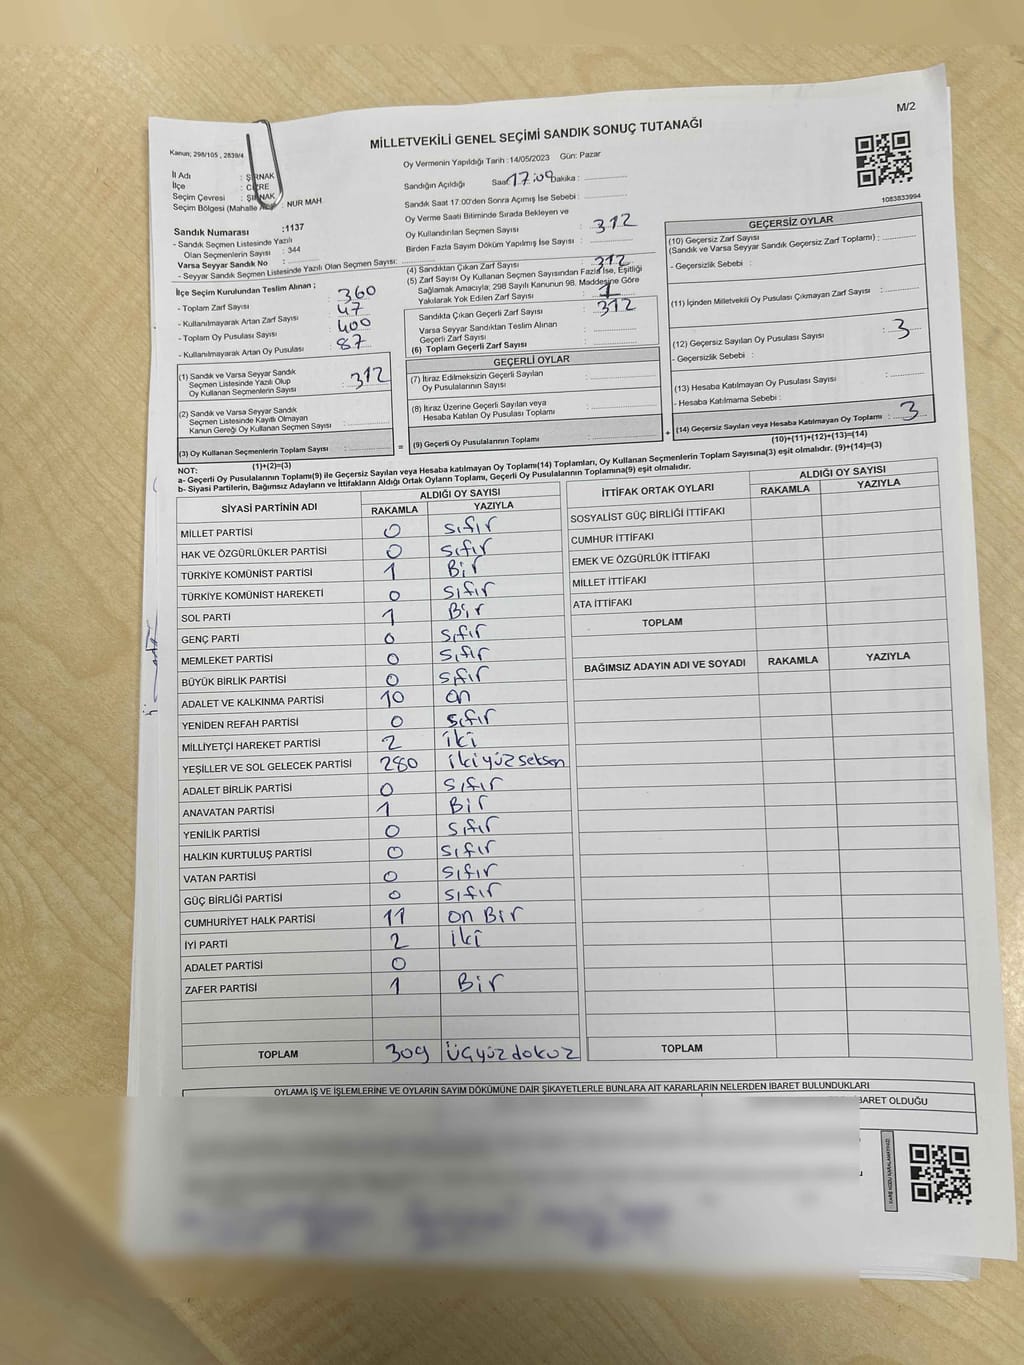 M/2
MİLLETVEKİLİ GENEL SEÇİMİ SANDIK SONUÇ TUTANAĞI
Kanun; 298/105 , 2839/4
Oy Vermenin Yapıldığı Tarih :14/05/2023 Gün: Pazar
İl Adı : ŞIRNAK
İlçe : CİZRE
Seçim Çevresi : ŞIRNAK
Seçim Bölgesi (Mahalle : NUR MAH.
Sandığın Açıldığı Saat 17:09 Dakika :
Sandık Saat 17:00'den Sonra Açımış İse Sebebi :
Oy Verme Saati Bitiminde Sırada Bekleyen ve
Oy Kullandırılan Seçmen Sayısı : 312
Birden Fazla Sayım Döküm Yapılmış İse Sayısı :
1083833994
Sandık Numarası :1137
- Sandık Seçmen Listesinde Yazılı
Olan Seçmenlerin Sayısı : 344
Varsa Seyyar Sandık No :
- Seyyar Sandık Seçmen Listesinde Yazılı Olan Seçmen Sayısı:
İlçe Seçim Kurulundan Teslim Alınan ;
- Toplam Zarf Sayısı : 360
- Kullanılmayarak Artan Zarf Sayısı : 47
- Toplam Oy Pusulası Sayısı : 400
- Kullanılmayarak Artan Oy Pusulası : 87
(1) Sandık ve Varsa Seyyar Sandık
Seçmen Listesinde Yazılı Olup
Oy Kullanan Seçmenlerin Sayısı : 312
(2) Sandık ve Varsa Seyyar Sandık
Seçmen Listesinde Kayıtlı Olmayan
Kanun Gereği Oy Kullanan Seçmen Sayısı :
(3) Oy Kullanan Seçmenlerin Toplam Sayısı :
(1)+(2)=(3)
(4) Sandıktan Çıkan Zarf Sayısı : 312
(5) Zarf Sayısı Oy Kullanan Seçmen Sayısından Fazla İse, Eşitliği
Sağlamak Amacıyla; 298 Sayılı Kanunun 98. Maddesine Göre
Yakılarak Yok Edilen Zarf Sayısı : 1
Sandıkta Çıkan Geçerli Zarf Sayısı : 312
Varsa Seyyar Sandıktan Teslim Alınan
Geçerli Zarf Sayısı :
(6) Toplam Geçerli Zarf Sayısı :
GEÇERLİ OYLAR
(7) İtiraz Edilmeksizin Geçerli Sayılan
Oy Pusulalarının Sayısı :
(8) İtiraz Üzerine Geçerli Sayılan veya
Hesaba Katılan Oy Pusulası Toplamı :
= (9) Geçerli Oy Pusulalarının Toplamı : +
GEÇERSİZ OYLAR
(10) Geçersiz Zarf Sayısı
(Sandık ve Varsa Seyyar Sandık Geçersiz Zarf Toplamı) :
- Geçersizlik Sebebi :
(11) İçinden Milletvekili Oy Pusulası Çıkmayan Zarf Sayısı :
(12) Geçersiz Sayılan Oy Pusulası Sayısı : 3
- Geçersizlik Sebebi :
(13) Hesaba Katılmayan Oy Pusulası Sayısı :
- Hesaba Katılmama Sebebi :
(14) Geçersiz Sayılan veya Hesaba Katılmayan Oy Toplamı : 3
(10)+(11)+(12)+(13)=(14)
NOT:
a- Geçerli Oy Pusulasının Toplamı(9) ile Geçersiz Sayılan veya Hesaba katılmayan Oy Toplamı(14) Toplamları, Oy Kullanan Seçmenlerin Toplam Sayısına(3) eşit olmalıdır. (9)+(14)=(3)
b- Siyasi Partilerin, Bağımsız Adayların ve İttifakların Aldığı Ortak Oyların Toplamı, Geçerli Oy Pusulasının Toplamına(9) eşit olmalıdır.
SİYASİ PARTİNİN ADI ALDIĞI OY SAYISI
RAKAMLA YAZIYLA
MİLLET PARTİSİ 0 sıfır
HAK VE ÖZGÜRLÜKLER PARTİSİ 0 sıfır
TÜRKİYE KOMÜNİST PARTİSİ 1 Bir
TÜRKİYE KOMÜNİST HAREKETİ 0 sıfır
SOL PARTİ 1 Bir
GENÇ PARTİ 0 sıfır
MEMLEKET PARTİSİ 0 sıfır
BÜYÜK BİRLİK PARTİSİ 0 sıfır
ADALET VE KALKINMA PARTİSİ 10 on
YENİDEN REFAH PARTİSİ 0 sıfır
MİLLİYETÇİ HAREKET PARTİSİ 2 iki
YEŞİLLER VE SOL GELECEK PARTİSİ 280 ikiyüzseksen
ADALET BİRLİK PARTİSİ 0 sıfır
ANAVATAN PARTİSİ 1 Bir
YENİLİK PARTİSİ 0 sıfır
HALKIN KURTULUŞ PARTİSİ 0 sıfır
VATAN PARTİSİ 0 sıfır
GÜÇ BİRLİĞİ PARTİSİ 0 sıfır
CUMHURİYET HALK PARTİSİ 11 on Bir
İYİ PARTİ 2 iki
ADALET PARTİSİ 0
ZAFER PARTİSİ 1 Bir
TOPLAM 309 üçyüzdokuz
İTTİFAK ORTAK OYLARI ALDIĞI OY SAYISI
RAKAMLA YAZIYLA
SOSYALİST GÜÇ BİRLİĞİ İTTİFAKI
CUMHUR İTTİFAKI
EMEK VE ÖZGÜRLÜK İTTİFAKI
MİLLET İTTİFAKI
ATA İTTİFAKI
TOPLAM
BAĞIMSIZ ADAYIN ADI VE SOYADI RAKAMLA YAZIYLA
TOPLAM
OYLAMA İŞ VE İŞLEMLERİNE VE OYLARIN SAYIM DÖKÜMÜNE DAİR ŞİKAYETLERLE BUNLARA AİT KARARLARIN NELERDEN İBARET BULUNDUKLARI
İBARET OLDUĞU